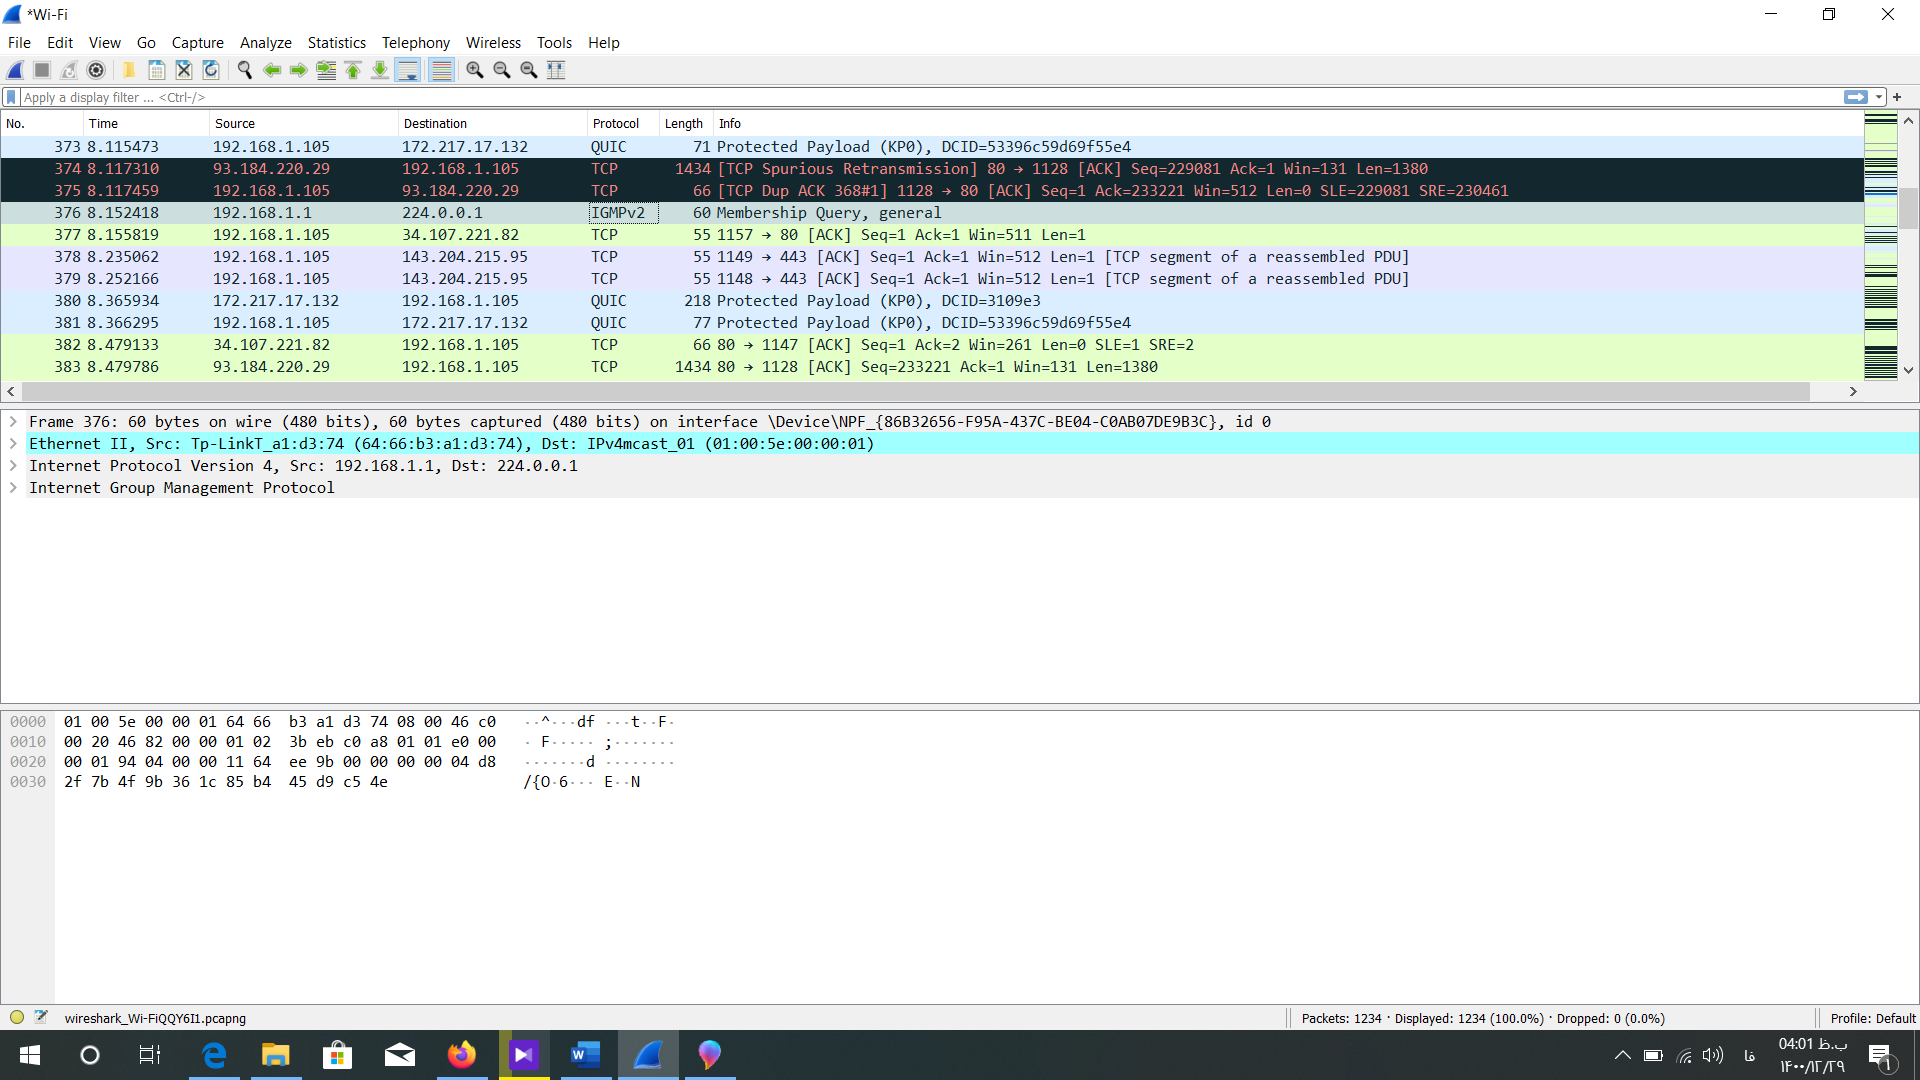 *Wi-Fi
File Edit View Go Capture Analyze Statistics Telephony Wireless Tools Help
Apply a display filter ... <Ctrl-/>
No. Time Source Destination Protocol Length Info
373 8.115473 192.168.1.105 172.217.17.132 QUIC 71 Protected Payload (KP0), DCID=53396c59d69f55e4
374 8.117310 93.184.220.29 192.168.1.105 TCP 1434 [TCP Spurious Retransmission] 80 → 1128 [ACK] Seq=229081 Ack=1 Win=131 Len=1380
375 8.117459 192.168.1.105 93.184.220.29 TCP 66 [TCP Dup ACK 368#1] 1128 → 80 [ACK] Seq=1 Ack=233221 Win=512 Len=0 SLE=229081 SRE=230461
376 8.152418 192.168.1.1 224.0.0.1 IGMPv2 60 Membership Query, general
377 8.155819 192.168.1.105 34.107.221.82 TCP 55 1157 → 80 [ACK] Seq=1 Ack=1 Win=511 Len=1
378 8.235062 192.168.1.105 143.204.215.95 TCP 55 1149 → 443 [ACK] Seq=1 Ack=1 Win=512 Len=1 [TCP segment of a reassembled PDU]
379 8.252166 192.168.1.105 143.204.215.95 TCP 55 1148 → 443 [ACK] Seq=1 Ack=1 Win=512 Len=1 [TCP segment of a reassembled PDU]
380 8.365934 172.217.17.132 192.168.1.105 QUIC 218 Protected Payload (KP0), DCID=3109e3
381 8.366295 192.168.1.105 172.217.17.132 QUIC 77 Protected Payload (KP0), DCID=53396c59d69f55e4
382 8.479133 34.107.221.82 192.168.1.105 TCP 66 80 → 1147 [ACK] Seq=1 Ack=2 Win=261 Len=0 SLE=1 SRE=2
383 8.479786 93.184.220.29 192.168.1.105 TCP 1434 80 → 1128 [ACK] Seq=233221 Ack=1 Win=131 Len=1380
Frame 376: 60 bytes on wire (480 bits), 60 bytes captured (480 bits) on interface \Device\NPF_{86B32656-F95A-437C-BE04-C0AB07DE9B3C}, id 0
Ethernet II, Src: Tp-LinkT_a1:d3:74 (64:66:b3:a1:d3:74), Dst: IPv4mcast_01 (01:00:5e:00:00:01)
Internet Protocol Version 4, Src: 192.168.1.1, Dst: 224.0.0.1
Internet Group Management Protocol
0000 01 00 5e 00 00 01 64 66 b3 a1 d3 74 08 00 46 c0 ··^···df ···t··F·
0010 00 20 46 82 00 00 01 02 3b eb c0 a8 01 01 e0 00 · F····· ;·······
0020 00 01 94 04 00 00 11 64 ee 9b 00 00 00 00 04 d8 ·······d ········
0030 2f 7b 4f 9b 36 1c 85 b4 45 d9 c5 4e /{O·6··· E··N
wireshark_Wi-FiQQY6I1.pcapng Packets: 1234 · Displayed: 1234 (100.0%) · Dropped: 0 (0.0%) Profile: Default
فا
04:01 ب.ظ
۱۴۰۰/۱۲/۲۹
۱